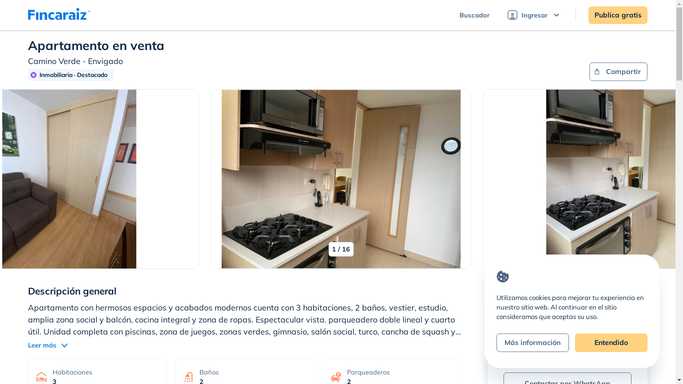 Fincaraiz
Buscador
Ingresar
Publica gratis
Apartamento en venta
Camino Verde - Envigado
Inmobiliaria · Destacado
Compartir
1 / 16
Descripción general
Apartamento con hermosos espacios y acabados modernos cuenta con 3 habitaciones, 2 baños, vestier, estudio,
amplia zona social y balcón, cocina integral y zona de ropas. Espectacular vista, parqueadero doble lineal y cuarto
útil. Unidad completa con piscinas, zona de juegos, zonas verdes, gimnasio, salón social, turco, cancha de squash y...
Leer más
Habitaciones
3
Baños
2
Parqueaderos
2
Utilizamos cookies para mejorar tu experiencia en
nuestro sitio web. Al continuar en el sitio
consideramos que aceptas su uso.
Más información
Entendido
Contactar por WhatsApp